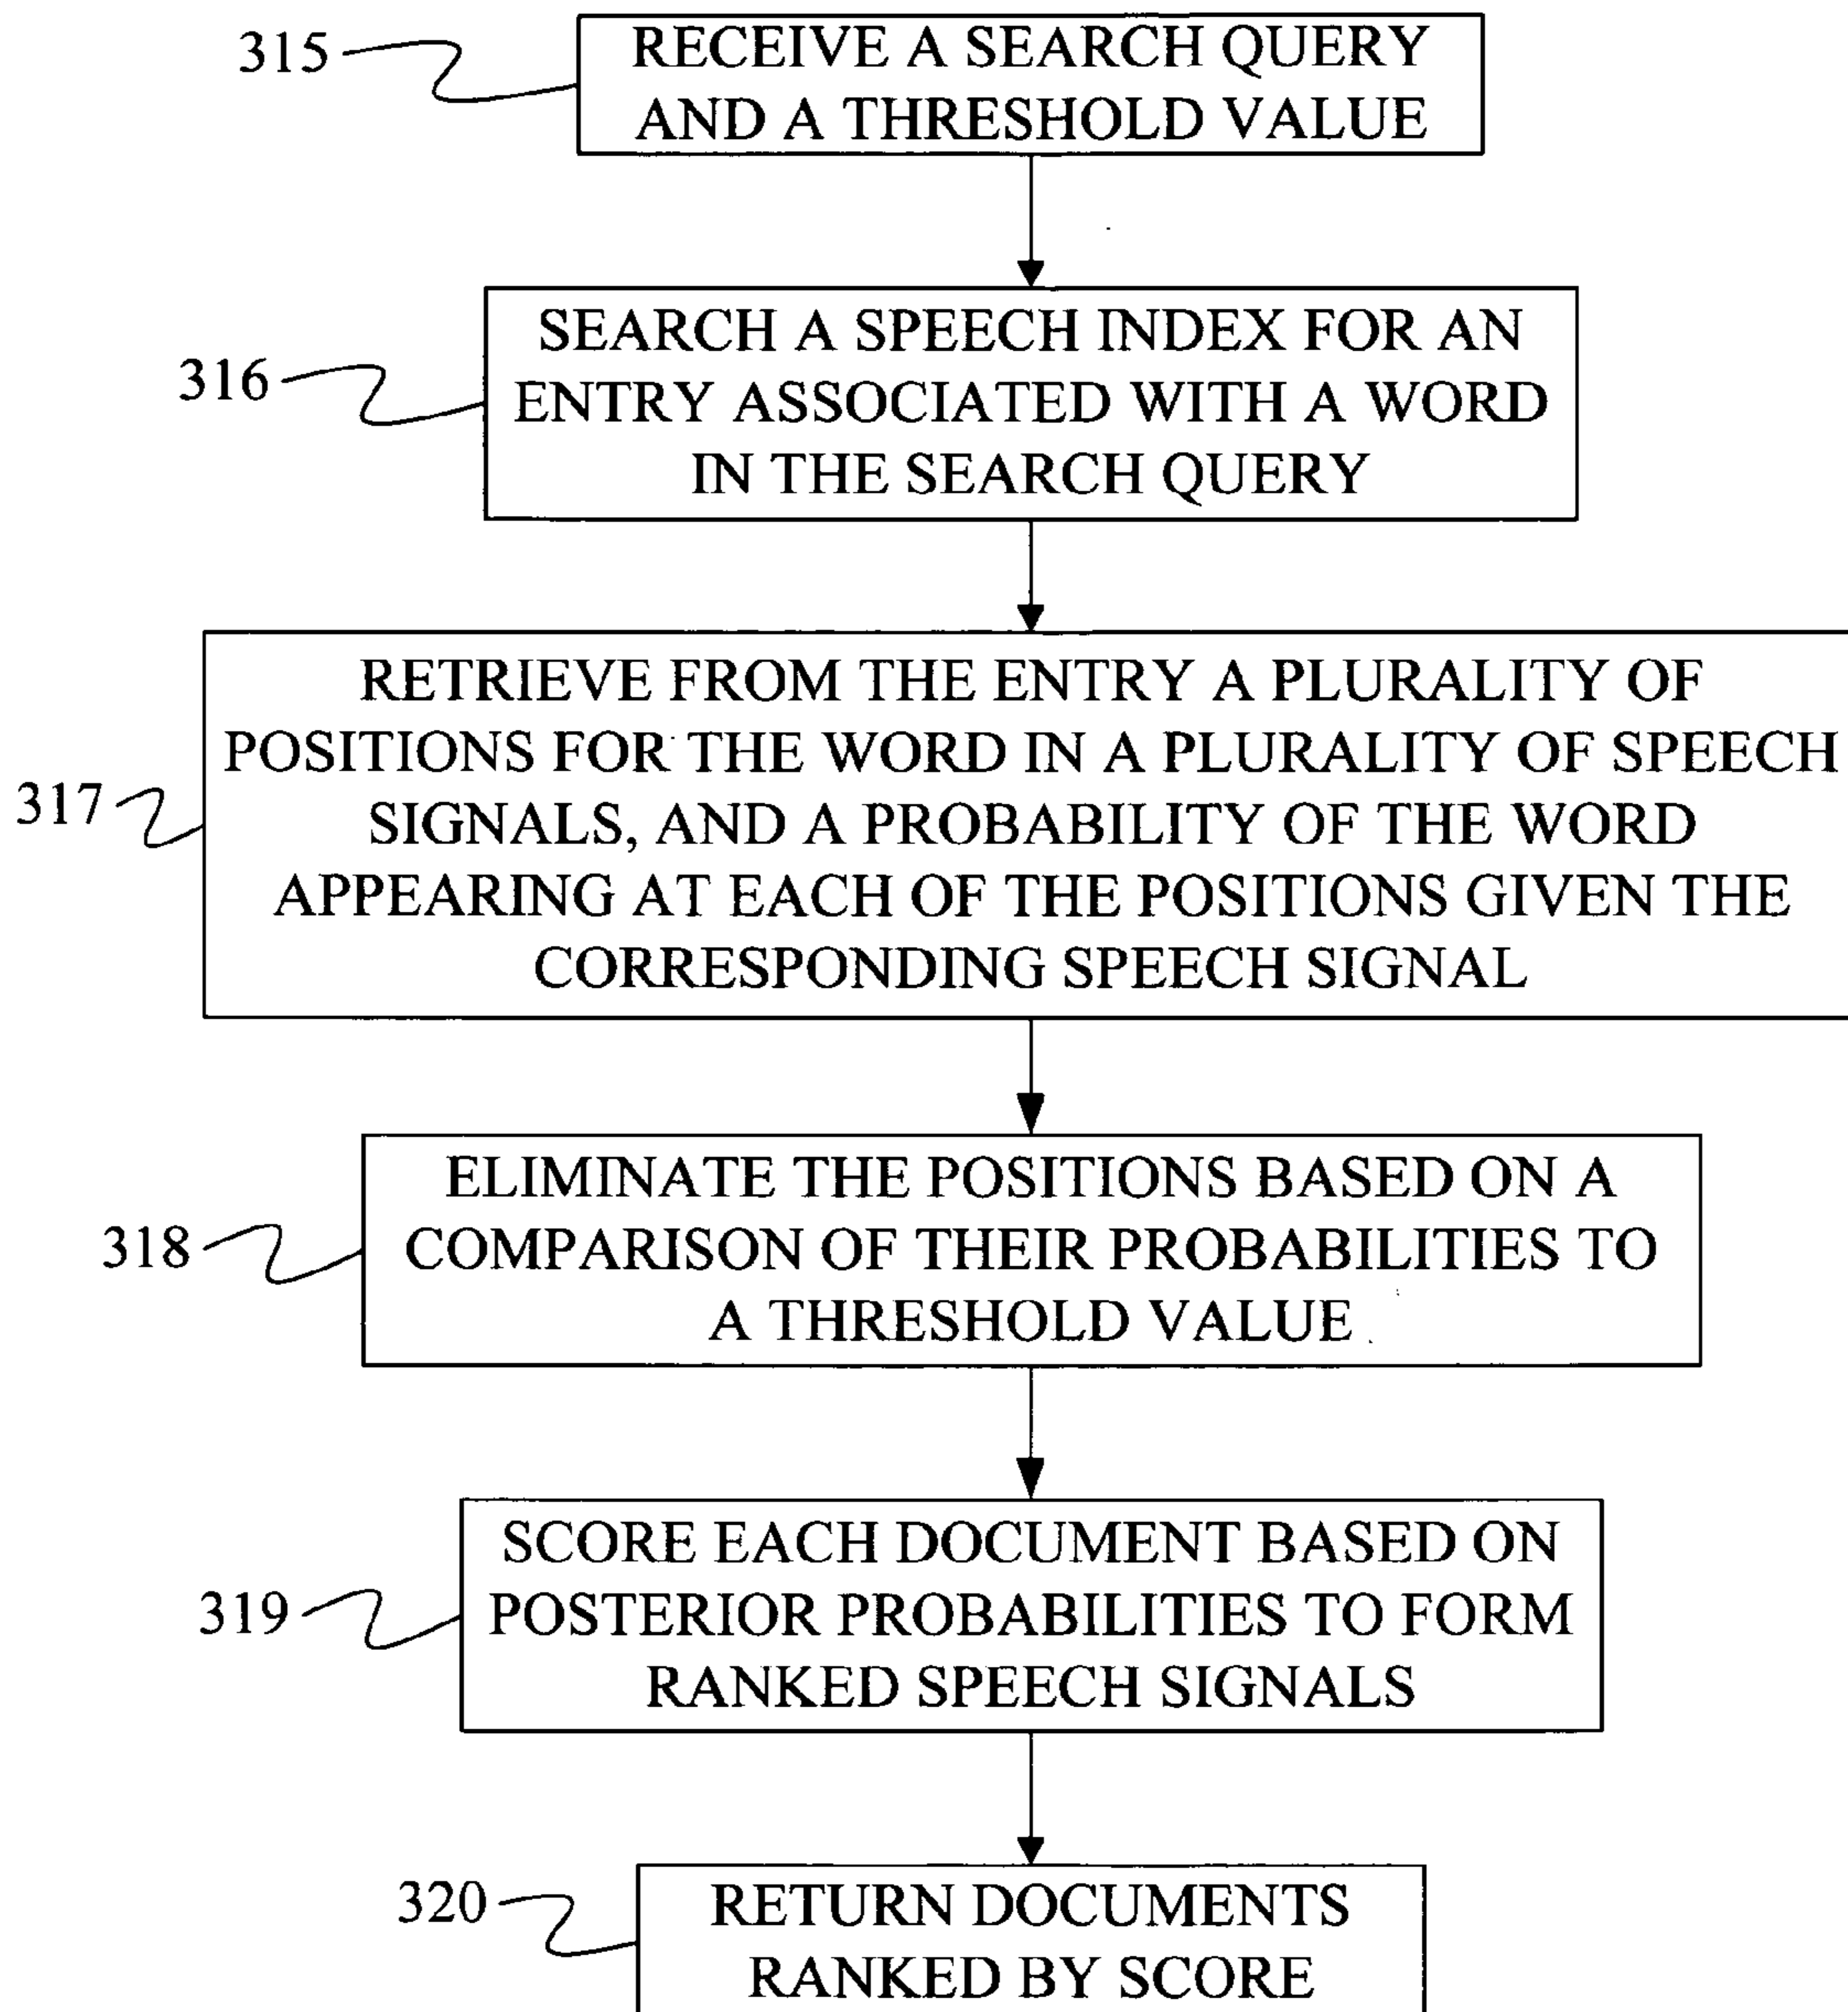 315
RECEIVE A SEARCH QUERY
AND A THRESHOLD VALUE
316
SEARCH A SPEECH INDEX FOR AN
ENTRY ASSOCIATED WITH A WORD
IN THE SEARCH QUERY
317
RETRIEVE FROM THE ENTRY A PLURALITY OF
POSITIONS FOR THE WORD IN A PLURALITY OF SPEECH
SIGNALS, AND A PROBABILITY OF THE WORD
APPEARING AT EACH OF THE POSITIONS GIVEN THE
CORRESPONDING SPEECH SIGNAL
318
ELIMINATE THE POSITIONS BASED ON A
COMPARISON OF THEIR PROBABILITIES TO
A THRESHOLD VALUE
319
SCORE EACH DOCUMENT BASED ON
POSTERIOR PROBABILITIES TO FORM
RANKED SPEECH SIGNALS
320
RETURN DOCUMENTS
RANKED BY SCORE